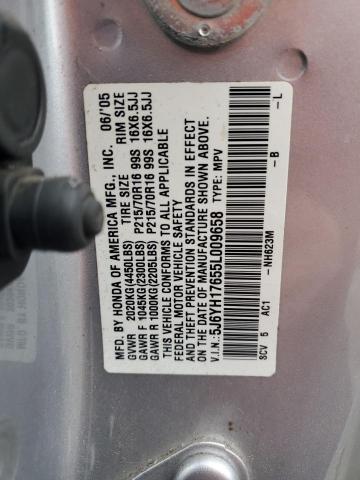 MFD. BY HONDA OF AMERICA MFG., INC. 06/'05
GVWR 2020KG(4450LBS) TIRE SIZE RIM SIZE
GAWR F 1045KG(2300LBS) P215/70R16 99S 16X6.5JJ
GAWR R 1000KG(2205LBS) P215/70R16 99S 16X6.5JJ
THIS VEHICLE CONFORMS TO ALL APPLICABLE
FEDERAL MOTOR VEHICLE SAFETY
AND THEFT PREVENTION STANDARDS IN EFFECT
ON THE DATE OF MANUFACTURE SHOWN ABOVE.
V.I.N.: 5J6YH17655L009658 TYPE: MPV
SCV 5 AC1 -NH623M -B -L